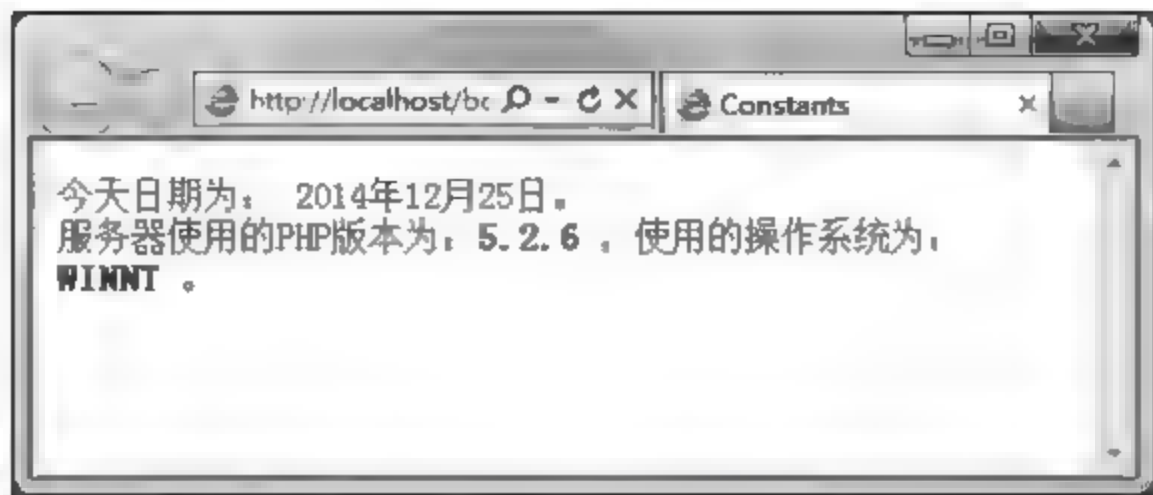 http://localhost/bc
Constants
今天日期为： 2014年12月25日。
服务器使用的PHP版本为：5.2.6 ，使用的操作系统为：
WINNT 。